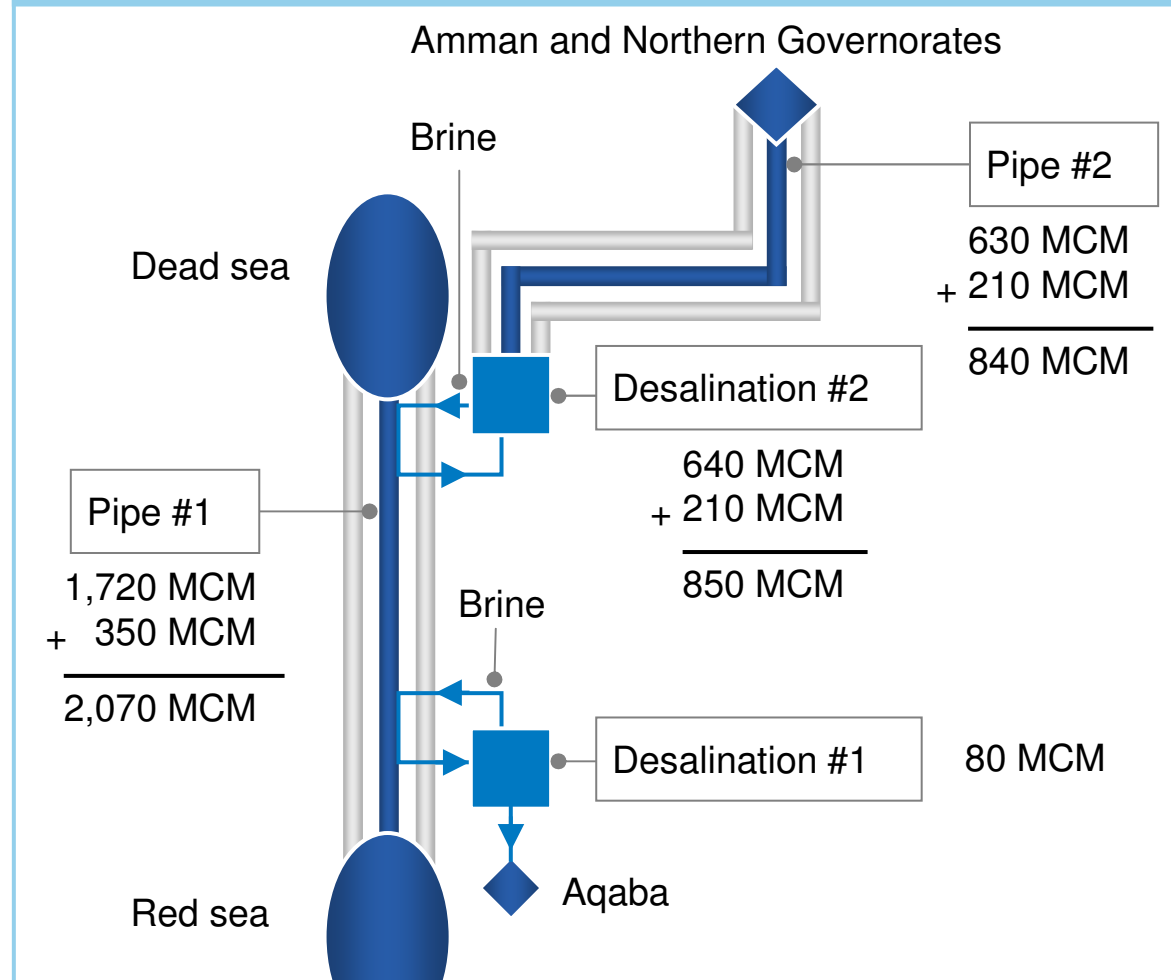 Amman and Northern Governorates
Brine
Pipe #2
630 MCM
+ 210 MCM
840 MCM
Dead sea
Desalination #2
640 MCM
+ 210 MCM
850 MCM
Pipe #1
1,720 MCM
+ 350 MCM
2,070 MCM
Brine
Desalination #1
80 MCM
Aqaba
Red sea